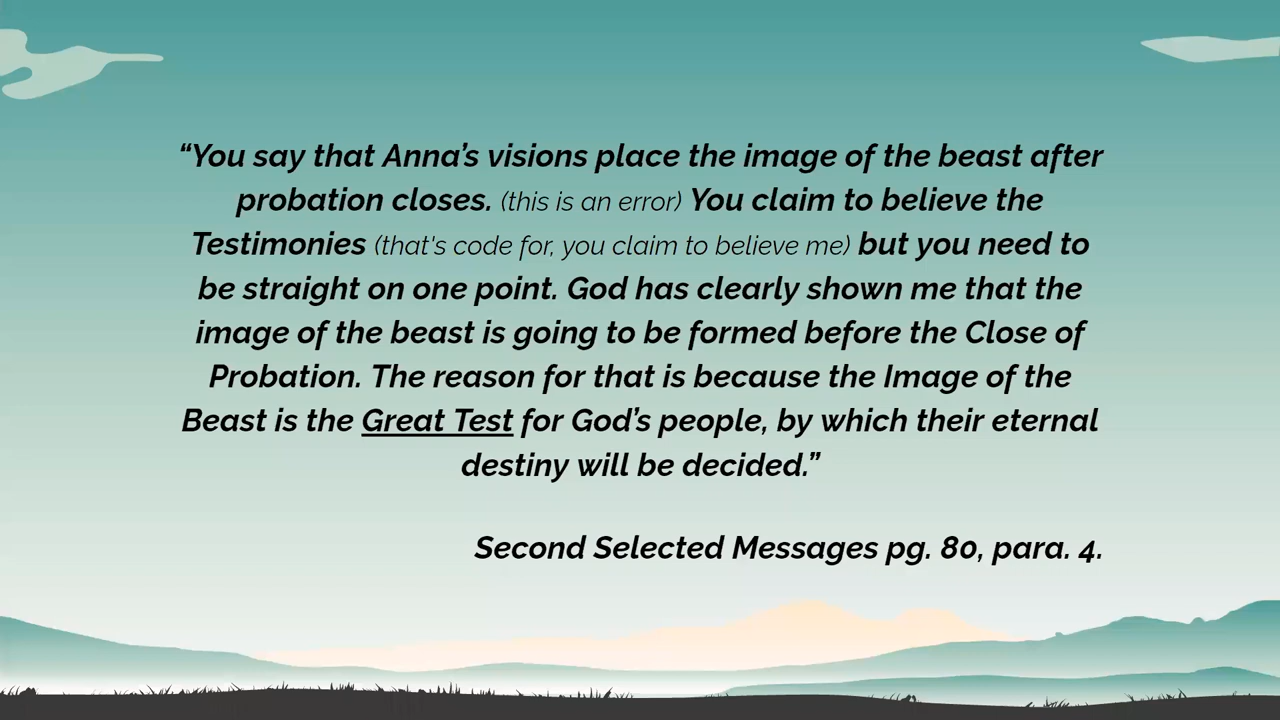 “You say that Anna’s visions place the image of the beast after
probation closes. (this is an error) You claim to believe the
Testimonies (that's code for, you claim to believe me) but you need to
be straight on one point. God has clearly shown me that the
image of the beast is going to be formed before the Close of
Probation. The reason for that is because the Image of the
Beast is the Great Test for God’s people, by which their eternal
destiny will be decided.”
Second Selected Messages pg. 80, para. 4.